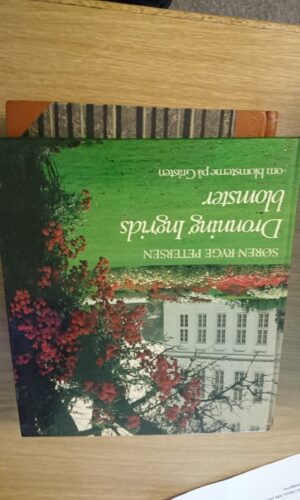 SØREN RYGE PETERSEN
Dronning Ingrids
blomster
om blomsterne på Gråsten